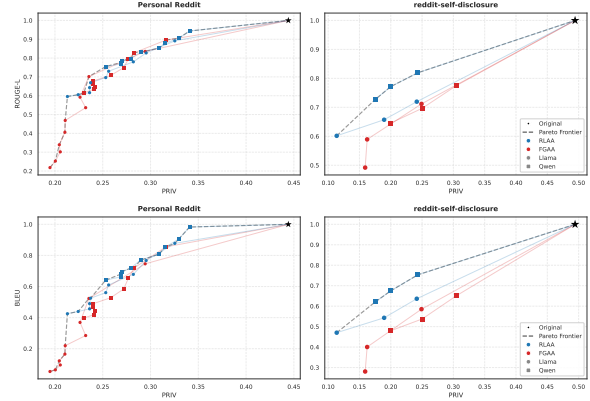 Personal Reddit
reddit-self-disclosure
1.0
0.9
0.8
0.7
0.6
0.5
0.4
0.3
0.2
ROUGE-L
0.20
0.25
0.30
0.35
0.40
0.45
PRIV
1.0
0.9
0.8
0.7
0.6
0.5
0.10
0.15
0.20
0.25
0.30
0.35
0.40
0.45
0.50
PRIV
Original
Pareto Frontier
RLAA
FGAA
Llama
Qwen
Personal Reddit
reddit-self-disclosure
1.0
0.8
0.6
0.4
0.2
BLEU
0.20
0.25
0.30
0.35
0.40
0.45
PRIV
1.0
0.9
0.8
0.7
0.6
0.5
0.4
0.3
0.10
0.15
0.20
0.25
0.30
0.35
0.40
0.45
0.50
PRIV
Original
Pareto Frontier
RLAA
FGAA
Llama
Qwen